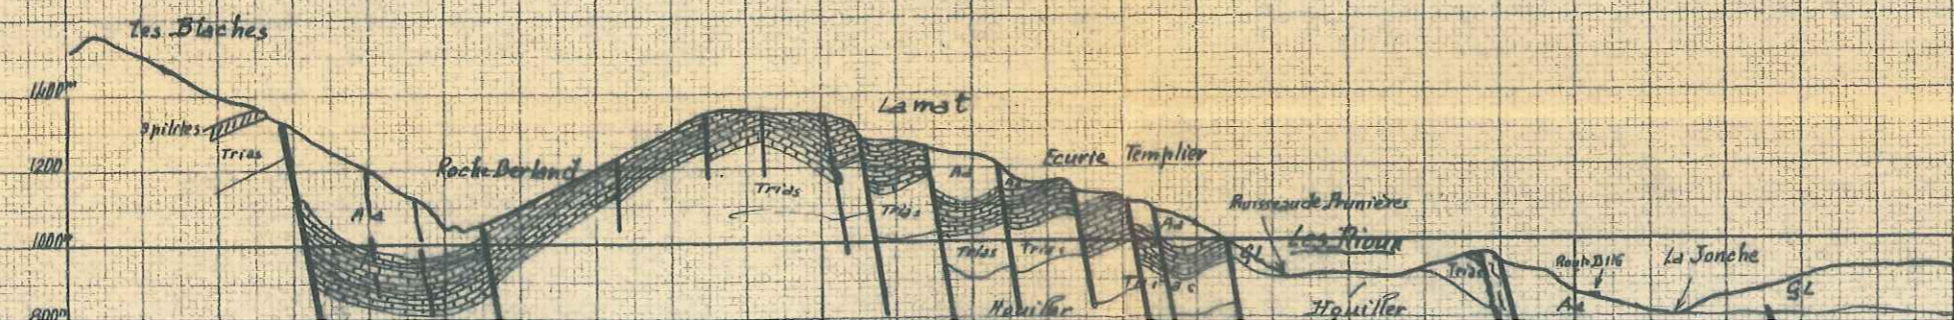 Les Blaches
1400m
Spilites
Trias
1200
Roche Berland
Lamat
Ecurie Templier
Trias
Trias
Ad
Ruisseau de Prunières
Les Rioux
Ad
1000m
Trias
Trias
Ad
GL
Trias
Route D116
La Jonche
Trias
Houiller
Houiller
Ad
GL
800m